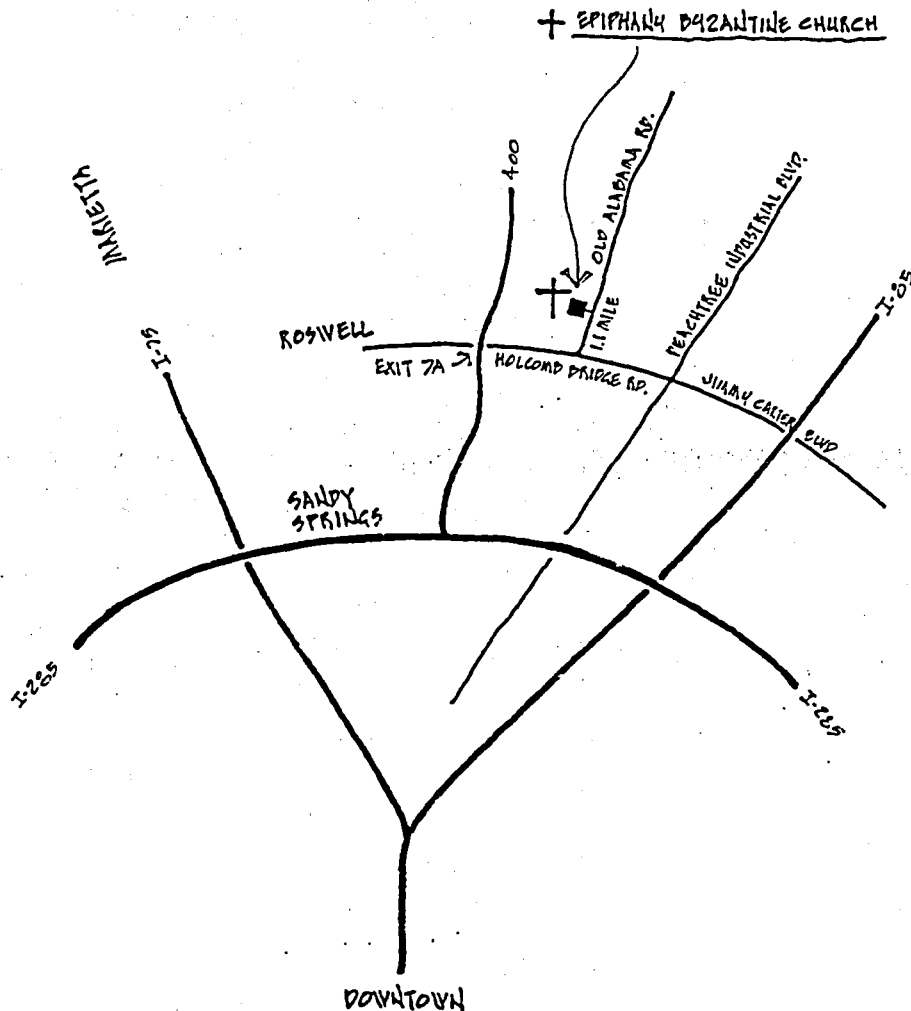 ✝ EPIPHANY BYZANTINE CHURCH
MARIETTA
400
OLD ALABAMA RD.
PEACHTREE INDUSTRIAL BLVD.
I-85
I-75
ROSWELL
1.1 MILE
EXIT 7A
HOLCOMB BRIDGE RD.
JIMMY CARTER BLVD
SANDY
SPRINGS
I-285
I-285
DOWNTOWN